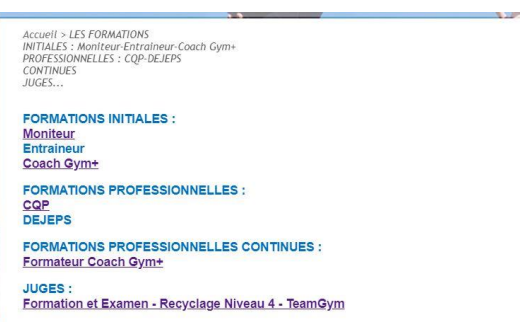 Accueil > LES FORMATIONS
INITIALES : Moniteur-Entraineur-Coach Gym+
PROFESSIONNELLES : CQP-DEJEPS
CONTINUES
JUGES...
FORMATIONS INITIALES :
Moniteur
Entraineur
Coach Gym+
FORMATIONS PROFESSIONNELLES :
CQP
DEJEPS
FORMATIONS PROFESSIONNELLES CONTINUES :
Formateur Coach Gym+
JUGES :
Formation et Examen - Recyclage Niveau 4 - TeamGym